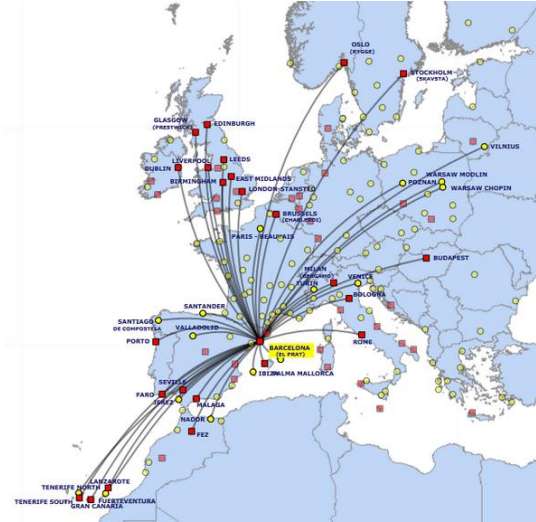 OSLO
(RYGGE)
STOCKHOLM
(SKAVSTA)
GLASGOW
(PRESTWICK)
EDINBURGH
VILNIUS
LIVERPOOL
LEEDS
DUBLIN
EAST MIDLANDS
BIRMINGHAM
WARSAW MODLIN
POZNAN
WARSAW CHOPIN
LONDON-STANSTED
BRUSSELS
(CHARLEROI)
PARIS - BEAUVAIS
BUDAPEST
MILAN
(BERGAMO)
VENICE
TURIN
BOLOGNA
SANTANDER
SANTIAGO
DE COMPOSTELA
VALLADOLID
PORTO
ROME
BARCELONA
(EL PRAT)
IBIZA
PALMA MALLORCA
SEVILLE
FARO
JEREZ
MALAGA
NADOR
FEZ
LANZAROTE
TENERIFE NORTH
TENERIFE SOUTH
FUERTEVENTURA
GRAN CANARIA